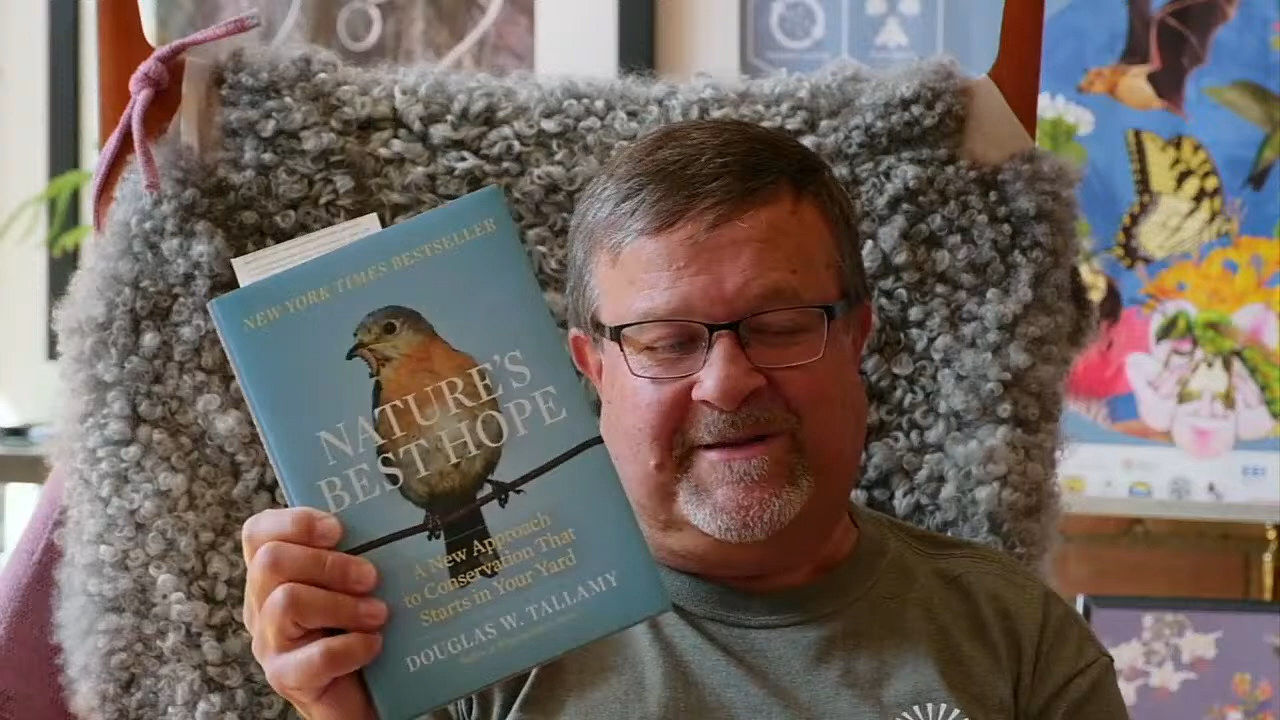 NEW YORK TIMES BESTSELLER
NATURE'S
BEST HOPE
A New Approach
to Conservation That
Starts in Your Yard
DOUGLAS W. TALLAMY